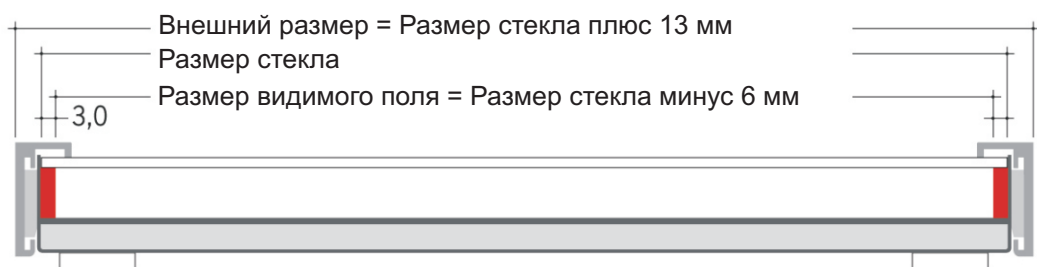 Внешний размер = Размер стекла плюс 13 мм
Размер стекла
Размер видимого поля = Размер стекла минус 6 мм
3,0